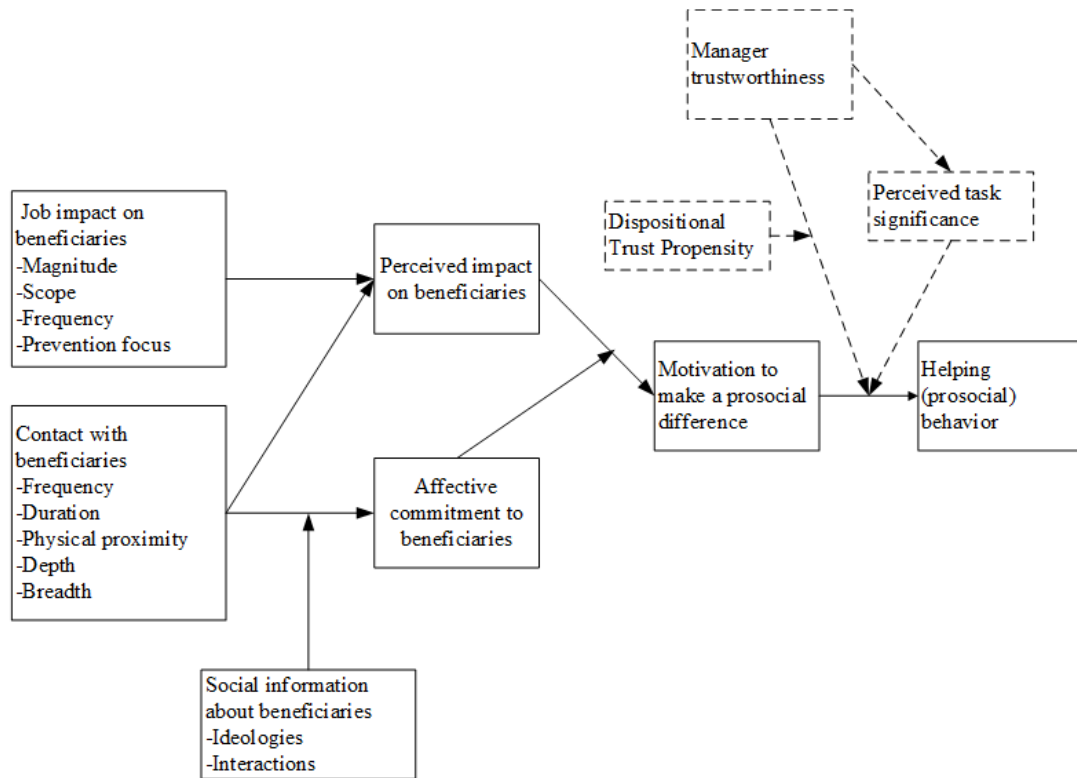 Manager
trustworthiness
Perceived task
significance
Dispositional
Trust Propensity
Job impact on
beneficiaries
-Magnitude
-Scope
-Frequency
-Prevention focus
Perceived impact
on beneficiaries
Motivation to
make a prosocial
difference
Helping
(prosocial)
behavior
Contact with
beneficiaries
-Frequency
-Duration
-Physical proximity
-Depth
-Breadth
Affective
commitment to
beneficiaries
Social information
about beneficiaries
-Ideologies
-Interactions